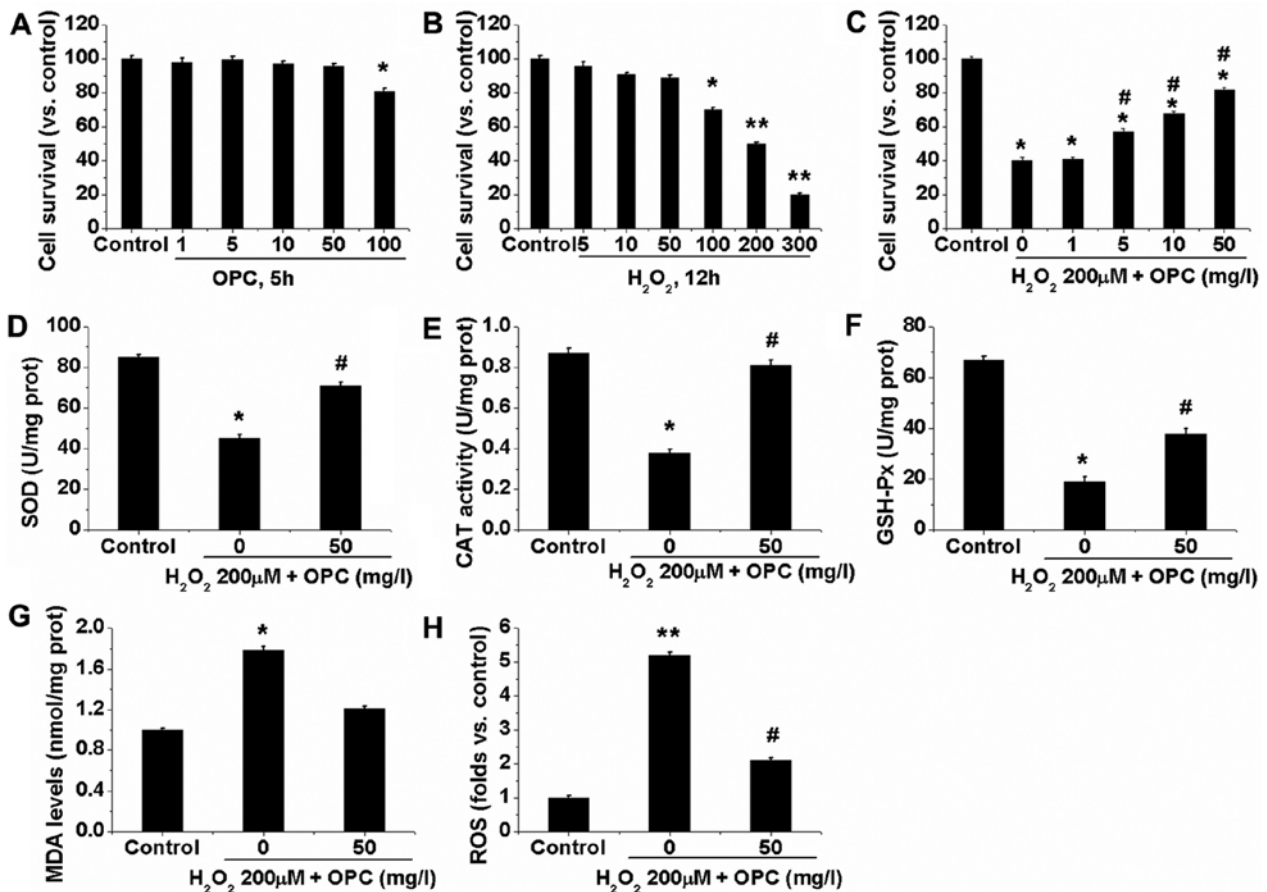 A
Cell survival (vs. control)
120
100
80
60
40
20
0
*
Control 1 5 10 50 100
OPC, 5h
B
Cell survival (vs. control)
120
100
80
60
40
20
0
*
**
**
Control 5 10 50 100 200 300
H₂O₂, 12h
C
Cell survival (vs. control)
120
100
80
60
40
20
0
*
*
#
*
#
*
#
*
Control 0 1 5 10 50
H₂O₂ 200µM + OPC (mg/l)
D
SOD (U/mg prot)
100
80
60
40
20
0
*
#
Control 0 50
H₂O₂ 200µM + OPC (mg/l)
E
CAT activity (U/mg prot)
1.0
0.8
0.6
0.4
0.2
0.0
*
#
Control 0 50
H₂O₂ 200µM + OPC (mg/l)
F
GSH-Px (U/mg prot)
80
60
40
20
0
*
#
Control 0 50
H₂O₂ 200µM + OPC (mg/l)
G
MDA levels (nmol/mg prot)
2.0
1.6
1.2
0.8
0.4
0.0
*
Control 0 50
H₂O₂ 200µM + OPC (mg/l)
H
ROS (folds vs. control)
6
5
4
3
2
1
0
**
#
Control 0 50
H₂O₂ 200µM + OPC (mg/l)